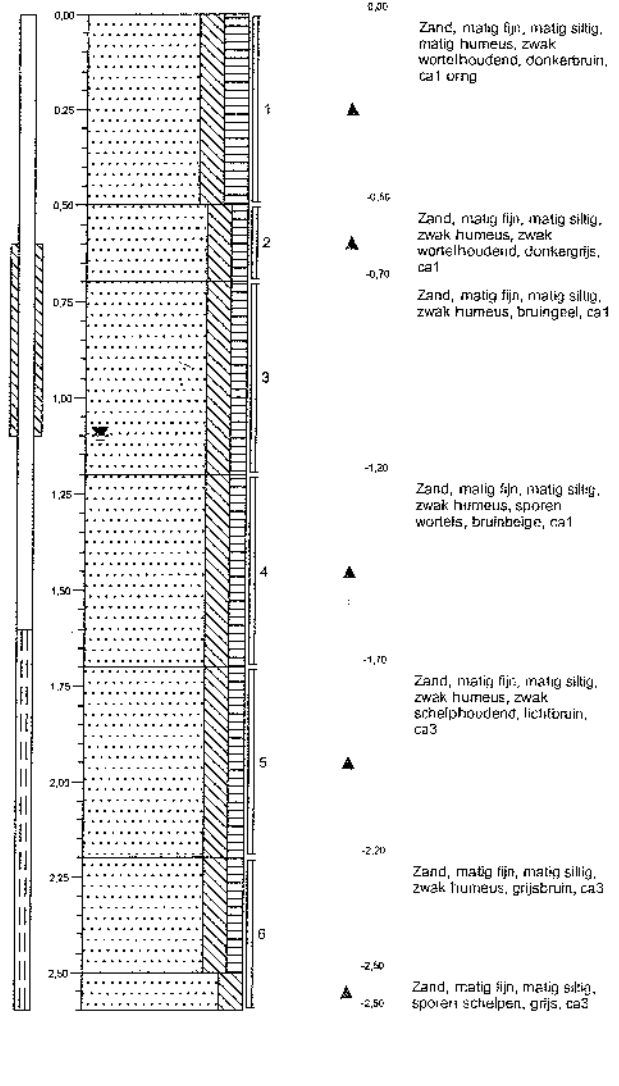 0,00
0,00
Zand, matig fijn, matig siltig,
matig humeus, zwak
wortelhoudend, donkerbruin,
ca1 omg
0,25
1
-0,50
0,50
Zand, matig fijn, matig siltig,
zwak humeus, zwak
wortelhoudend, donkergrijs,
ca1
2
-0,70
Zand, matig fijn, matig siltig,
zwak humeus, bruingeel, ca1
0,75
3
1,00
-1,20
Zand, matig fijn, matig siltig,
zwak humeus, sporen
wortels, bruinbeige, ca1
1,25
4
1,50
-1,70
Zand, matig fijn, matig siltig,
zwak humeus, zwak
schelphoudend, lichtbruin,
ca3
1,75
5
2,00
-2,20
Zand, matig fijn, matig siltig,
zwak humeus, grijsbruin, ca3
2,25
6
-2,50
2,50
Zand, matig fijn, matig siltig,
sporen schelpen, grijs, ca3
-2,60